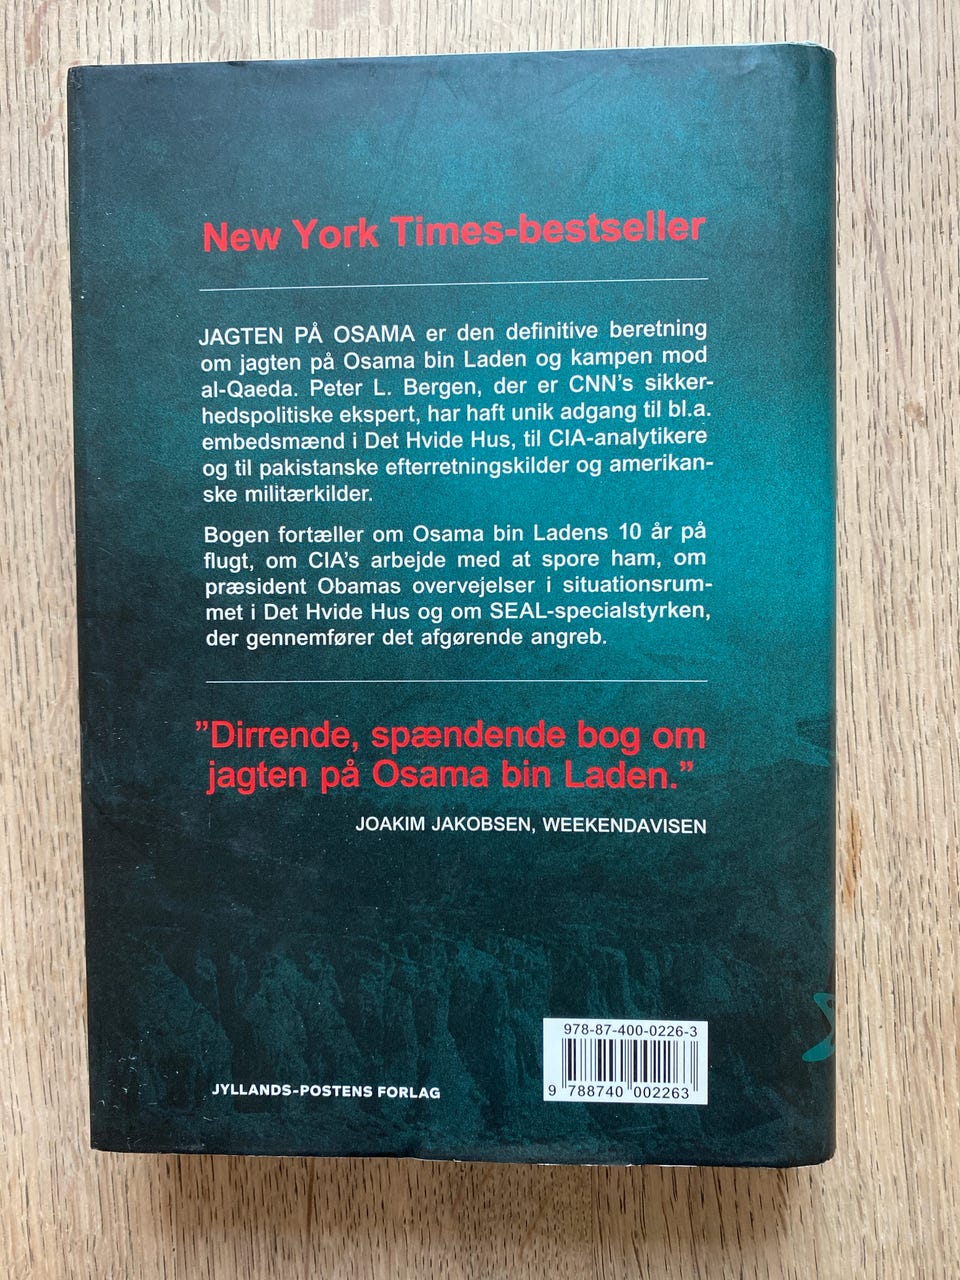 New York Times-bestseller
JAGTEN PÅ OSAMA er den definitive beretning
om jagten på Osama bin Laden og kampen mod
al-Qaeda. Peter L. Bergen, der er CNN’s sikker-
hedspolitiske ekspert, har haft unik adgang til bl.a.
embedsmænd i Det Hvide Hus, til CIA-analytikere
og til pakistanske efterretningskilder og amerikan-
ske militærkilder.
Bogen fortæller om Osama bin Ladens 10 år på
flugt, om CIA’s arbejde med at spore ham, om
præsident Obamas overvejelser i situationsrum-
met i Det Hvide Hus og om SEAL-specialstyrken,
der gennemfører det afgørende angreb.
”Dirrende, spændende bog om
jagten på Osama bin Laden.”
JOAKIM JAKOBSEN, WEEKENDAVISEN
978-87-400-0226-3
9 788740 002263
JYLLANDS-POSTENS FORLAG